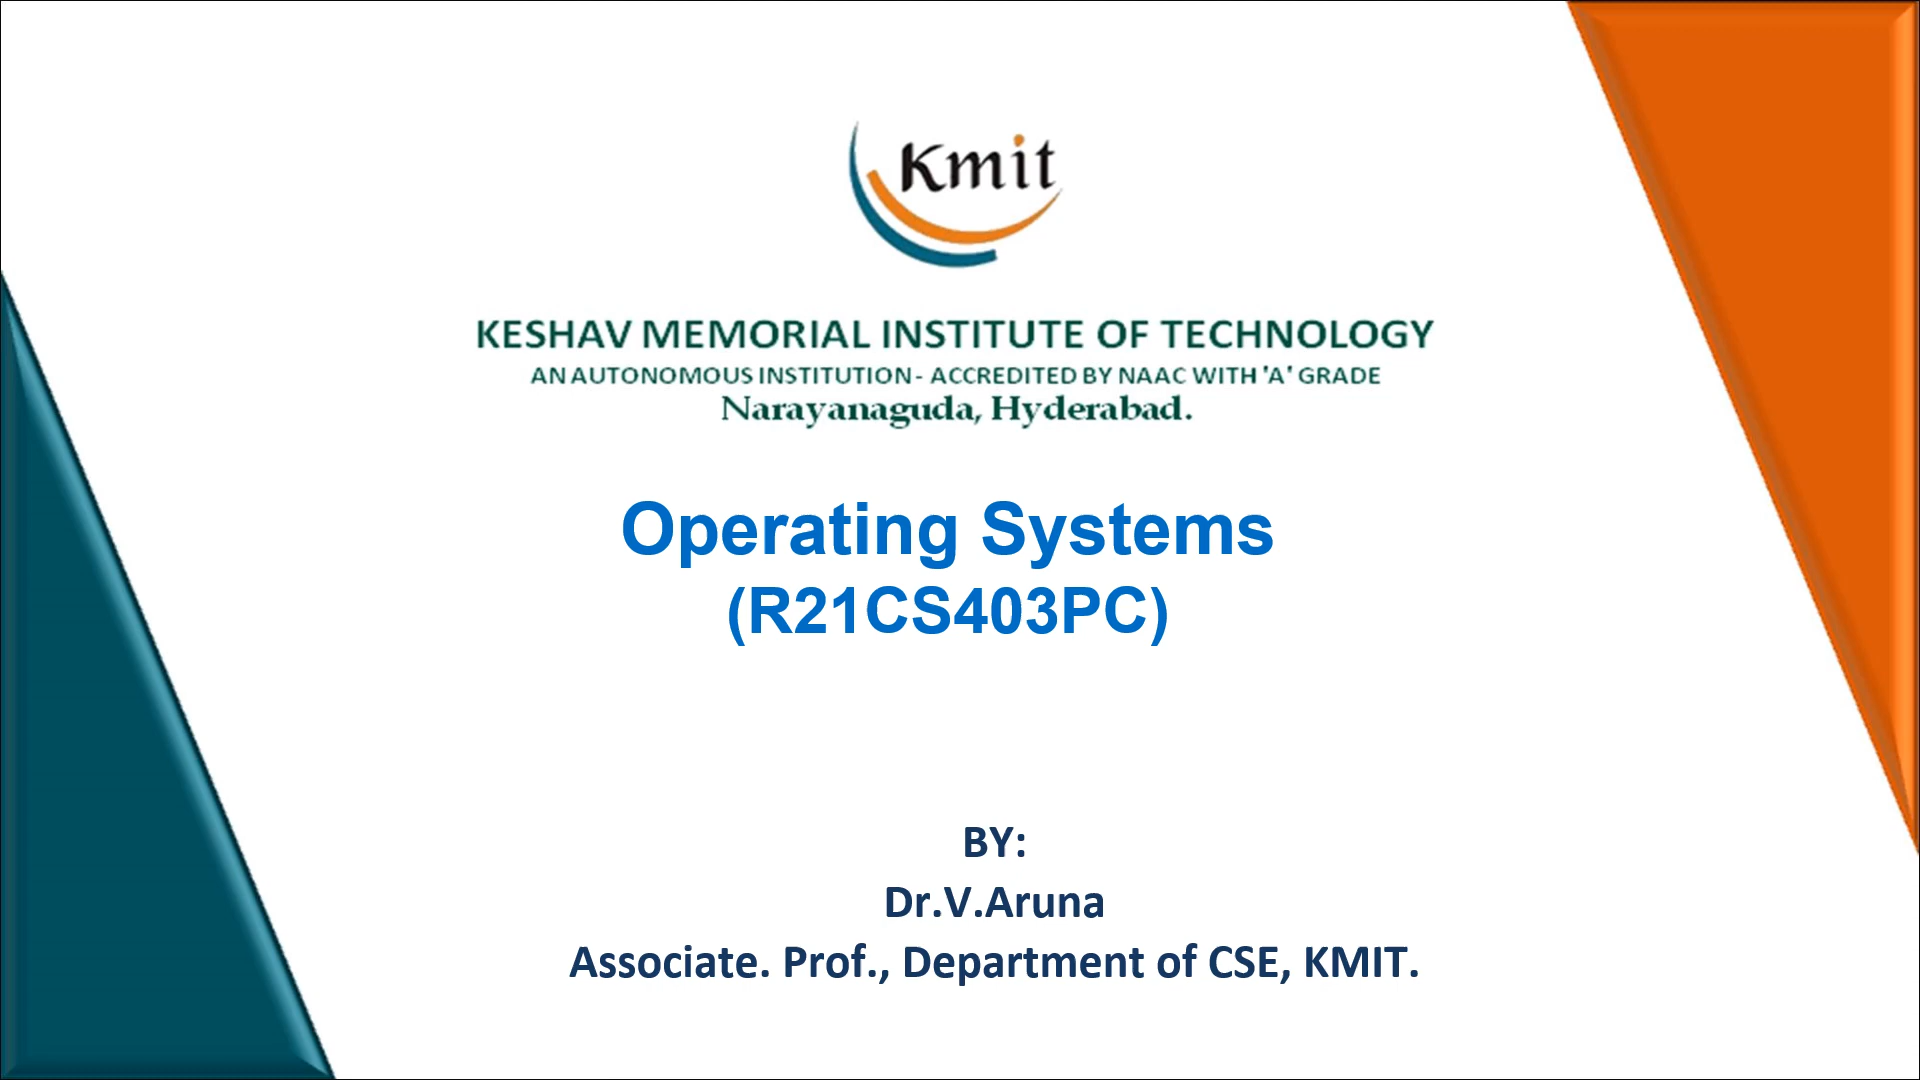 Kmit
KESHAV MEMORIAL INSTITUTE OF TECHNOLOGY
AN AUTONOMOUS INSTITUTION - ACCREDITED BY NAAC WITH 'A' GRADE
Narayanaguda, Hyderabad.
Operating Systems
(R21CS403PC)
BY:
Dr.V.Aruna
Associate. Prof., Department of CSE, KMIT.